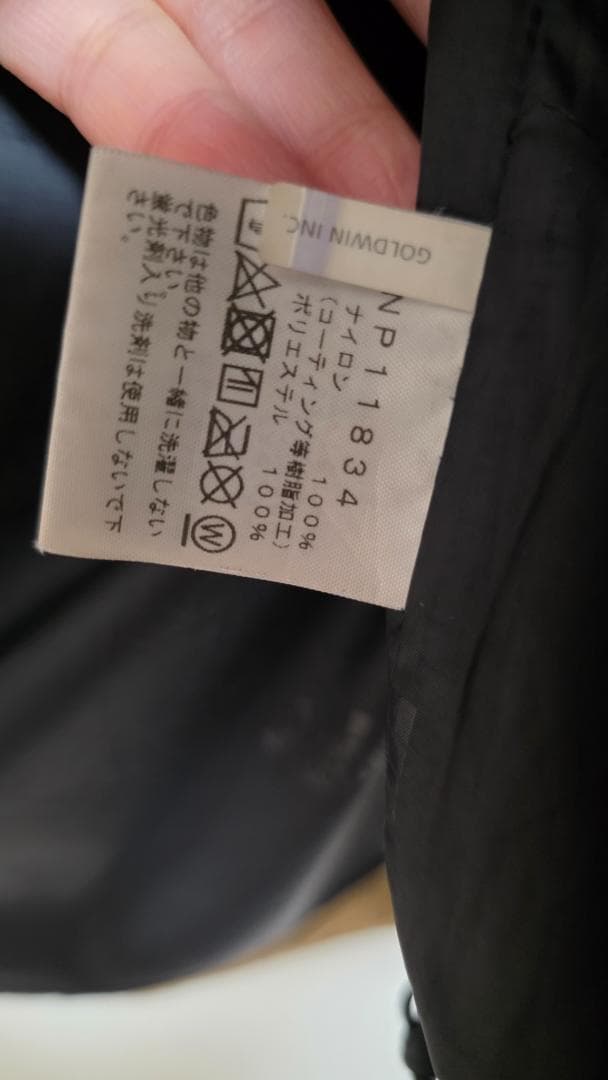 GOLDWIN INC.
NP11834
ナイロン 100%
(コーティング等樹脂加工)
ポリエステル 100%
W
色物は他の物と一緒に洗濯しない
で下さい。
蛍光剤入り洗剤は使用しないで下
さい。